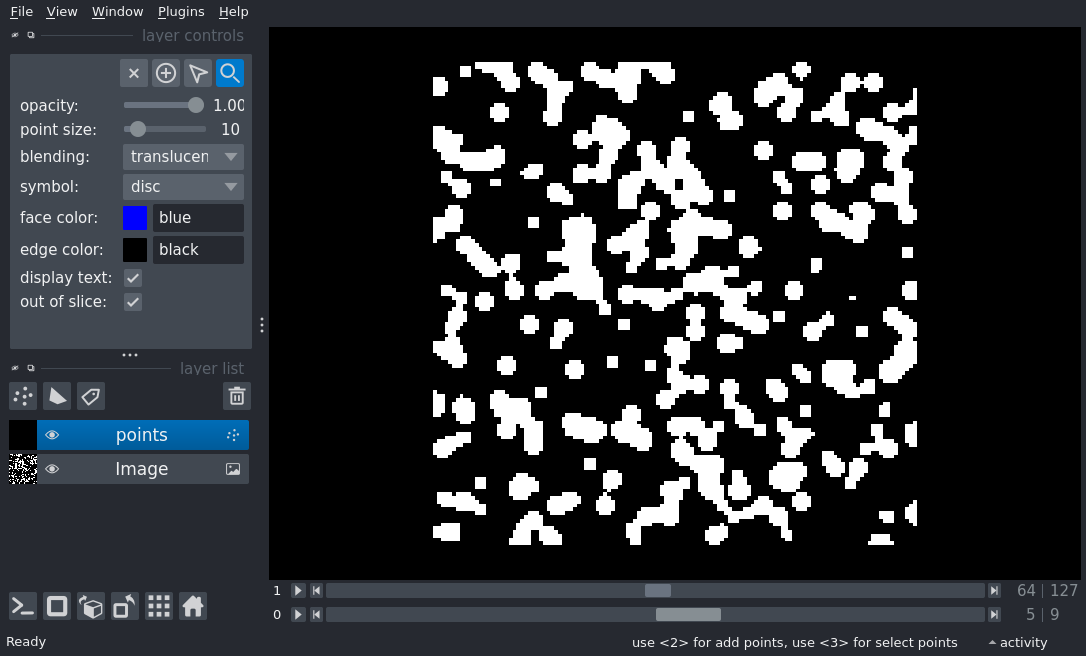 File View Window Plugins Help
layer controls
opacity: 1.00
point size: 10
blending: translucen
symbol: disc
face color: blue
edge color: black
display text:
out of slice:
layer list
points
Image
1 64 | 127
0 5 | 9
Ready use <2> for add points, use <3> for select points activity